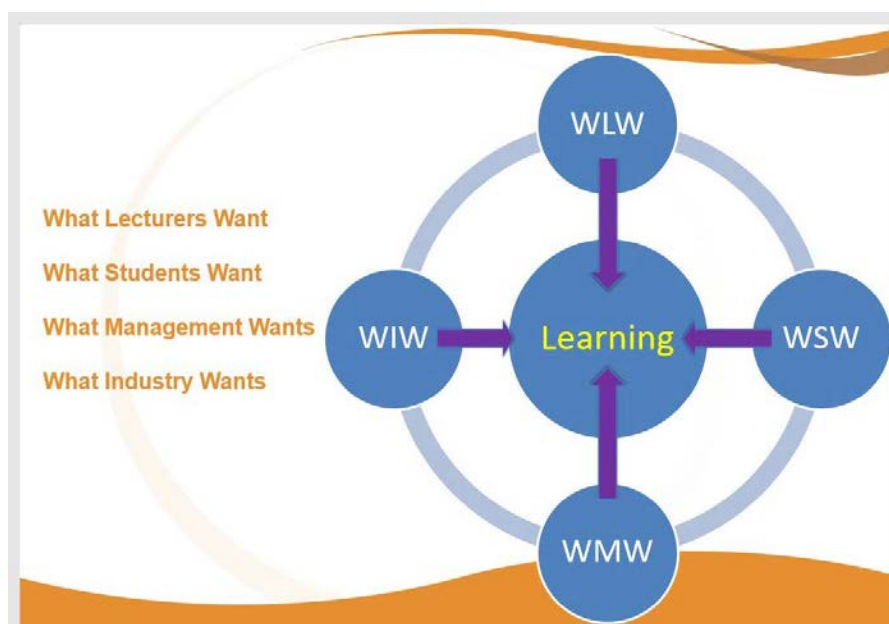 What Lecturers Want
What Students Want
What Management Wants
What Industry Wants
WLW
WIW
Learning
WSW
WMW